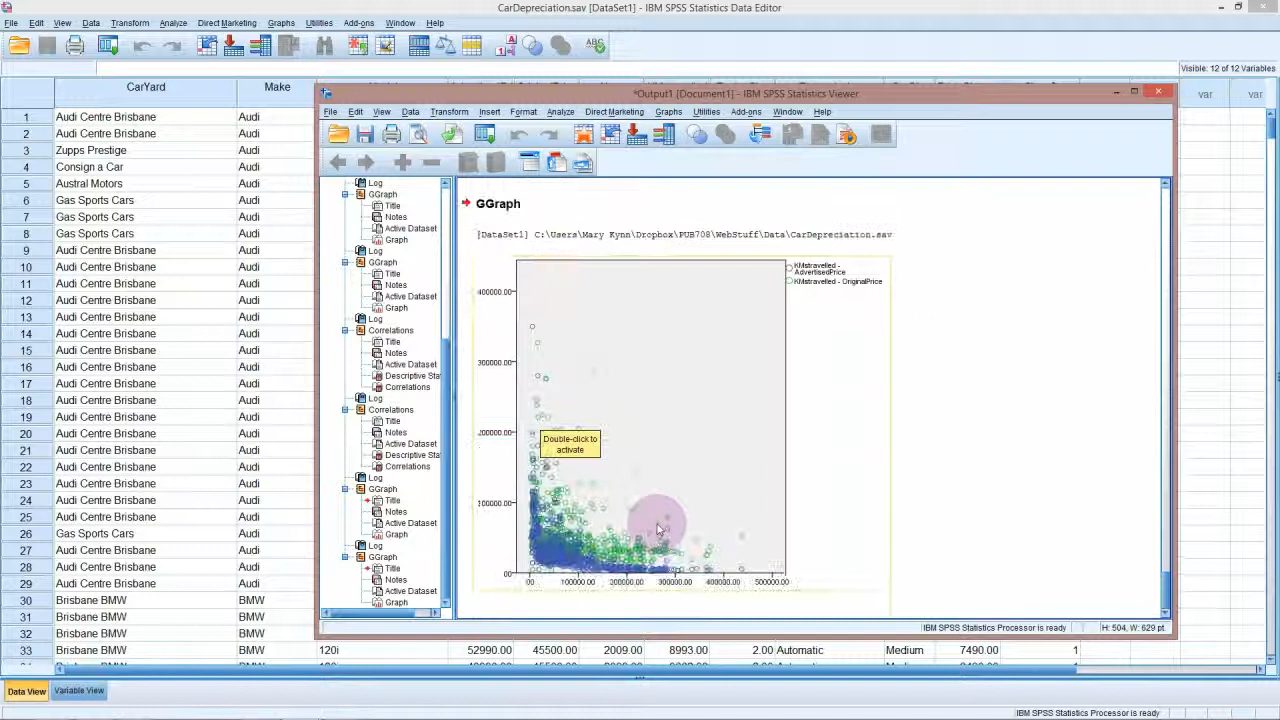 CarDepreciation.sav [DataSet1] - IBM SPSS Statistics Data Editor
File Edit View Data Transform Analyze Direct Marketing Graphs Utilities Add-ons Window Help
Visible: 12 of 12 Variables
CarYard Make var var
1 Audi Centre Brisbane Audi
2 Audi Centre Brisbane Audi
3 Zupps Prestige Audi
4 Consign a Car Audi
5 Austral Motors Audi
6 Gas Sports Cars Audi
7 Gas Sports Cars Audi
8 Gas Sports Cars Audi
9 Audi Centre Brisbane Audi
10 Audi Centre Brisbane Audi
11 Audi Centre Brisbane Audi
12 Audi Centre Brisbane Audi
13 Audi Centre Brisbane Audi
14 Audi Centre Brisbane Audi
15 Audi Centre Brisbane Audi
16 Audi Centre Brisbane Audi
17 Audi Centre Brisbane Audi
18 Audi Centre Brisbane Audi
19 Audi Centre Brisbane Audi
20 Audi Centre Brisbane Audi
21 Audi Centre Brisbane Audi
22 Audi Centre Brisbane Audi
23 Audi Centre Brisbane Audi
24 Audi Centre Brisbane Audi
25 Audi Centre Brisbane Audi
26 Gas Sports Cars Audi
27 Audi Centre Brisbane Audi
28 Audi Centre Brisbane Audi
29 Audi Centre Brisbane Audi
30 Brisbane BMW BMW
31 Brisbane BMW BMW
32 Brisbane BMW BMW
33 Brisbane BMW BMW 120i 52990.00 45500.00 2009.00 8993.00 2.00 Automatic Medium 7490.00 1
*Output1 [Document1] - IBM SPSS Statistics Viewer
File Edit View Data Transform Insert Format Analyze Direct Marketing Graphs Utilities Add-ons Window Help
Log
GGraph
Title
Notes
Active Dataset
Graph
Log
GGraph
Title
Notes
Active Dataset
Graph
Log
Correlations
Title
Notes
Active Dataset
Descriptive Sta
Correlations
Log
Correlations
Title
Notes
Active Dataset
Descriptive Sta
Correlations
Log
GGraph
Title
Notes
Active Dataset
Graph
Log
GGraph
Title
Notes
Active Dataset
Graph
GGraph
[DataSet1] C:\Users\Mary Kynn\Dropbox\PUB708\WebStuff\Data\CarDepreciation.sav
KMstravelled -
AdvertisedPrice
KMstravelled - OriginalPrice
400000.00
300000.00
200000.00
100000.00
.00
Double-click to
activate
.00 100000.00 200000.00 300000.00 400000.00 500000.00
IBM SPSS Statistics Processor is ready H: 504, W: 629 pt
Data View Variable View
IBM SPSS Statistics Processor is ready